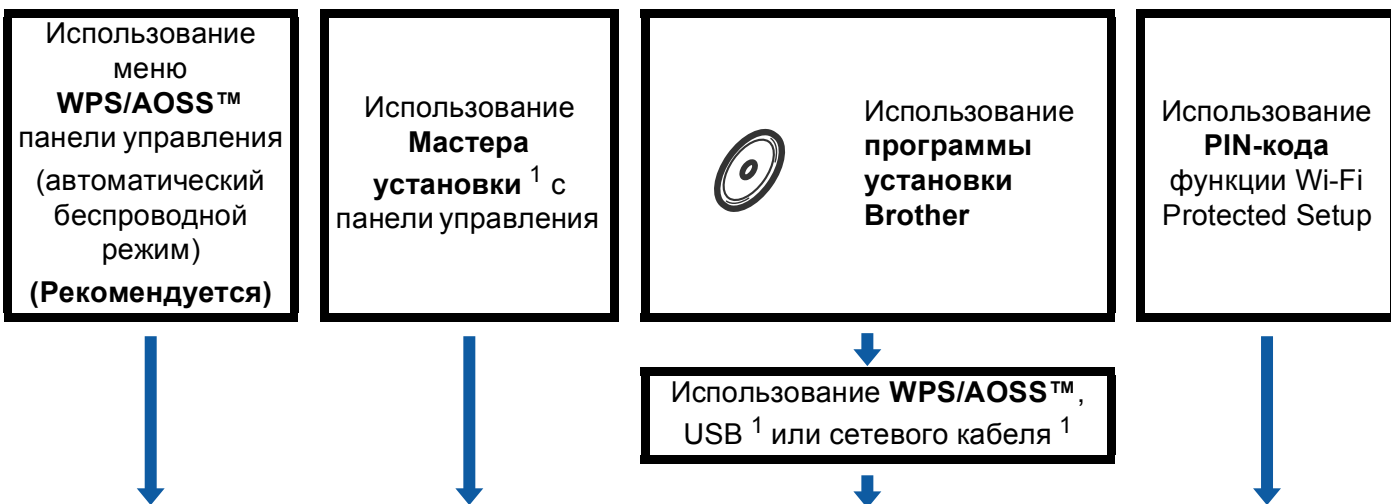 Использование
меню
WPS/AOSS™
панели управления
(автоматический
беспроводной
режим)
(Рекомендуется)
Использование
Мастера
установки 1 с
панели управления
Использование
программы
установки
Brother
Использование
PIN-кода
функции Wi-Fi
Protected Setup
Использование WPS/AOSS™,
USB 1 или сетевого кабеля 1